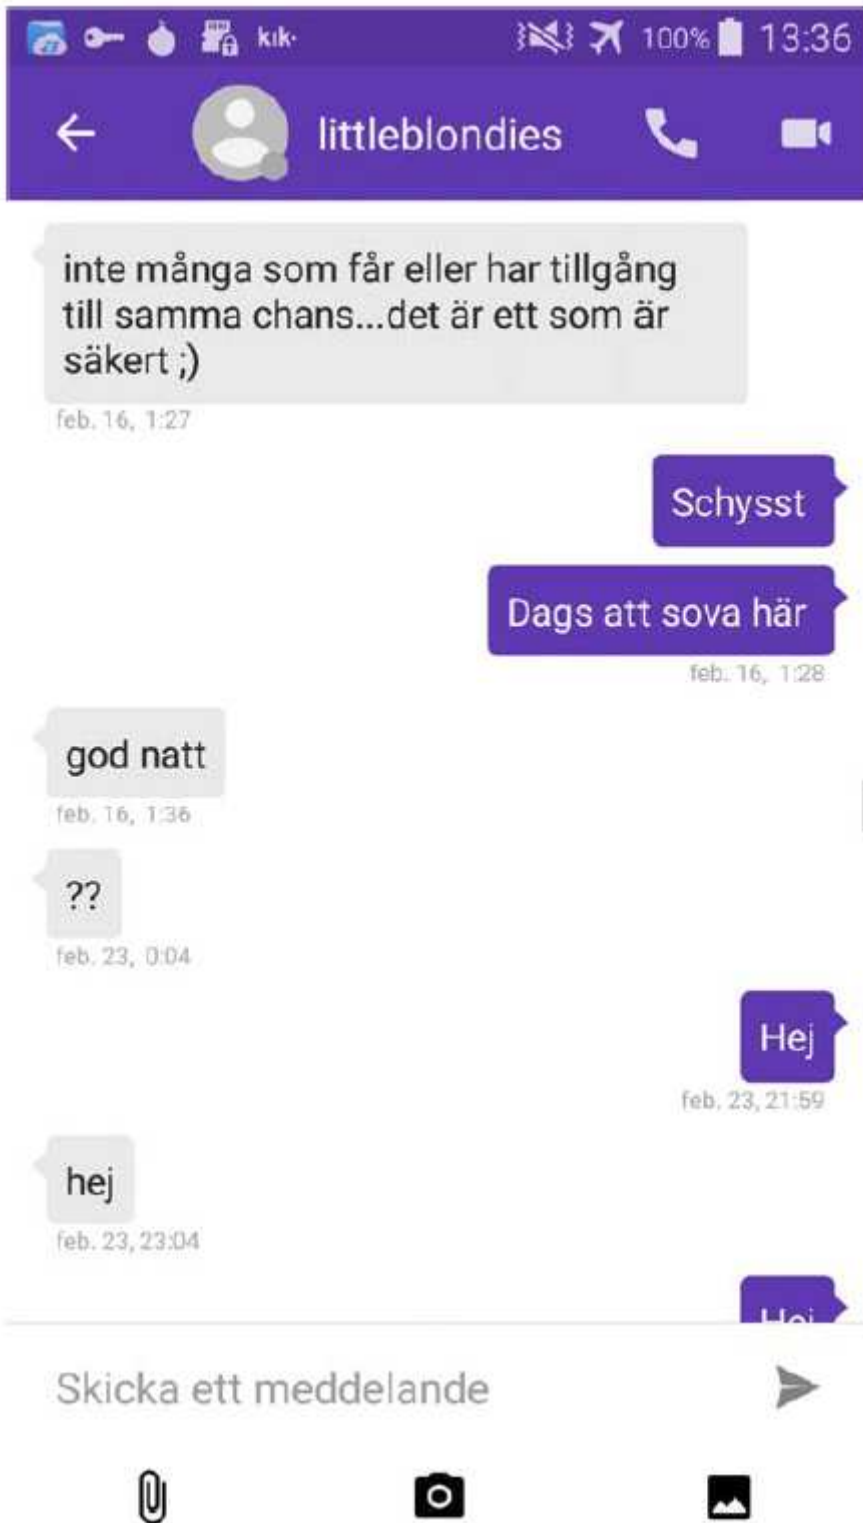 kik·
100% 13:36
littleblondies
inte många som får eller har tillgång
till samma chans...det är ett som är
säkert ;)
feb. 16, 1:27
Schysst
Dags att sova här
feb. 16, 1:28
god natt
feb. 16, 1:36
??
feb. 23, 0:04
Hej
feb. 23, 21:59
hej
feb. 23, 23:04
Hej
Skicka ett meddelande